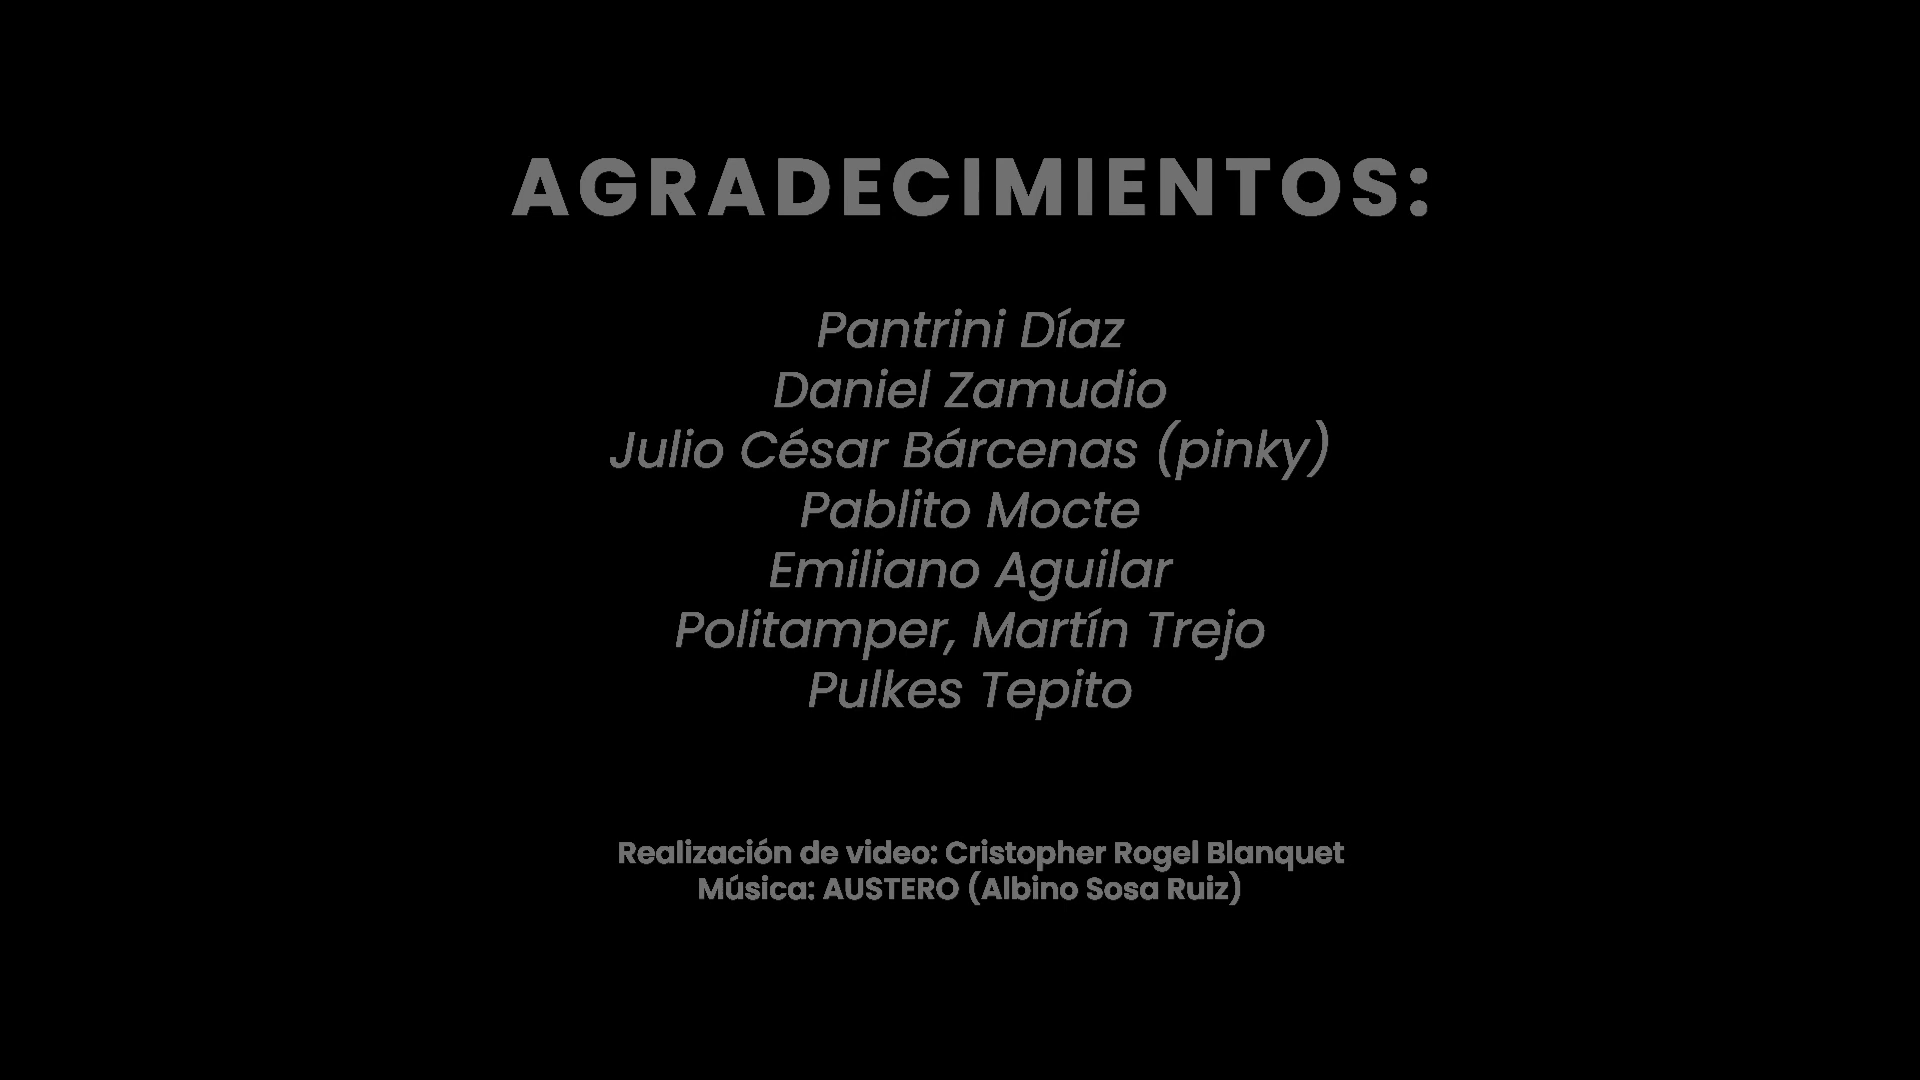 AGRADECIMIENTOS:
Pantrini Díaz
Daniel Zamudio
Julio César Bárcenas (pinky)
Pablito Mocte
Emiliano Aguilar
Politamper, Martín Trejo
Pulkes Tepito
Realización de video: Cristopher Rogel Blanquet
Música: AUSTERO (Albino Sosa Ruiz)